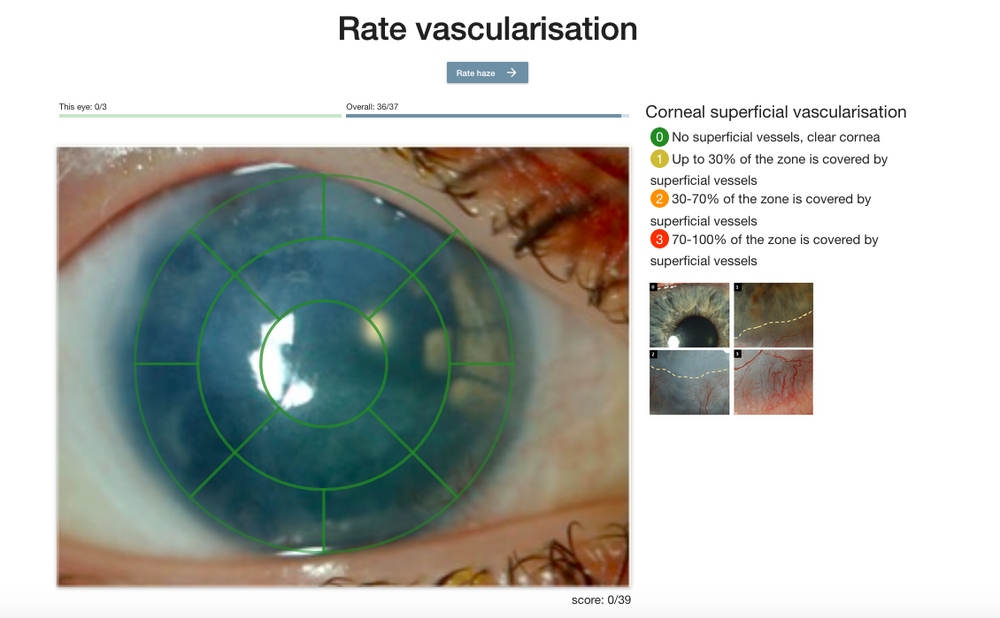 Rate vascularisation
Rate haze
This eye: 0/3
Overall: 36/37
Corneal superficial vascularisation
0 No superficial vessels, clear cornea
1 Up to 30% of the zone is covered by
superficial vessels
2 30-70% of the zone is covered by
superficial vessels
3 70-100% of the zone is covered by
superficial vessels
0
1
2
3
score: 0/39